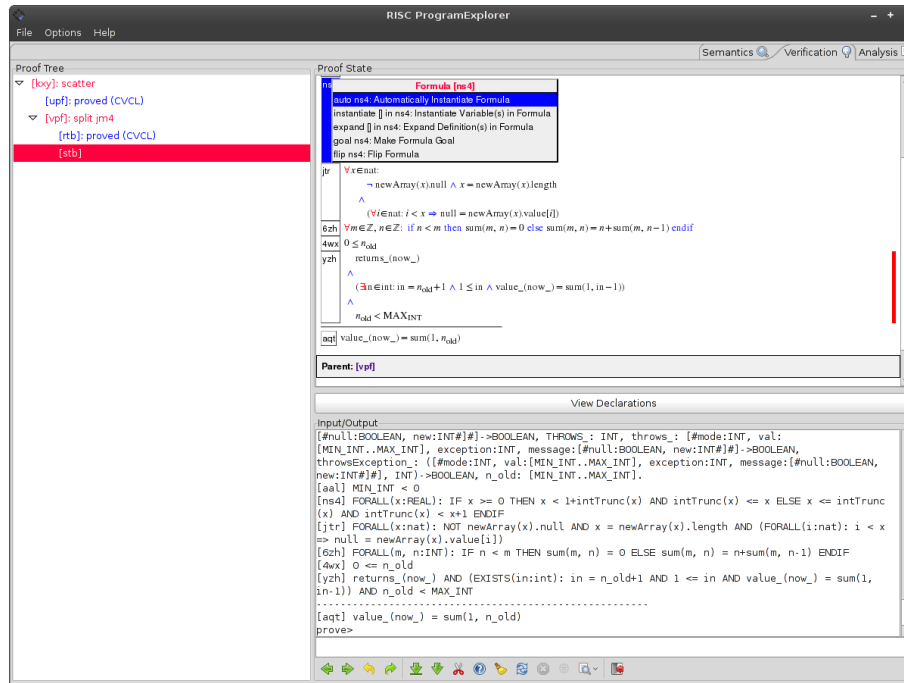 RISC ProgramExplorer
File Options Help
Semantics Verification Analysis
Proof Tree
[kxy]: scatter
[upf]: proved (CVCL)
[vpf]: split jm4
[rtb]: proved (CVCL)
[stb]
Proof State
ns
Formula [ns4]
auto ns4: Automatically Instantiate Formula
instantiate [] in ns4: Instantiate Variable(s) in Formula
expand [] in ns4: Expand Definition(s) in Formula
goal ns4: Make Formula Goal
flip ns4: Flip Formula
jtr ∀x∈nat:
¬ newArray(x).null ∧ x = newArray(x).length
∧
(∀i∈nat: i < x ⇒ null = newArray(x).value[i])
6zh ∀m∈ℤ, n∈ℤ: if n < m then sum(m, n) = 0 else sum(m, n) = n+sum(m, n−1) endif
4wx 0 ≤ nold
yzh returns_(now_)
∧
(∃in∈int: in = nold+1 ∧ 1 ≤ in ∧ value_(now_) = sum(1, in−1))
∧
nold < MAXINT
aqt value_(now_) = sum(1, nold)
Parent: [vpf]
View Declarations
Input/Output
[#null:BOOLEAN, new:INT#]#]->BOOLEAN, THROWS_: INT, throws_: [#mode:INT, val:
[MIN_INT..MAX_INT], exception:INT, message:[#null:BOOLEAN, new:INT#]#]->BOOLEAN,
throwsException_: ([#mode:INT, val:[MIN_INT..MAX_INT], exception:INT, message:[#null:BOOLEAN,
new:INT#]#], INT)->BOOLEAN, n_old: [MIN_INT..MAX_INT].
[aal] MIN_INT < 0
[ns4] FORALL(x:REAL): IF x >= 0 THEN x < 1+intTrunc(x) AND intTrunc(x) <= x ELSE x <= intTrunc
(x) AND intTrunc(x) < x+1 ENDIF
[jtr] FORALL(x:nat): NOT newArray(x).null AND x = newArray(x).length AND (FORALL(i:nat): i < x
=> null = newArray(x).value[i])
[6zh] FORALL(m, n:INT): IF n < m THEN sum(m, n) = 0 ELSE sum(m, n) = n+sum(m, n-1) ENDIF
[4wx] 0 <= n_old
[yzh] returns_(now_) AND (EXISTS(in:int): in = n_old+1 AND 1 <= in AND value_(now_) = sum(1,
in-1)) AND n_old < MAX_INT
-------------------------------------------------------
[aqt] value_(now_) = sum(1, n_old)
prove>